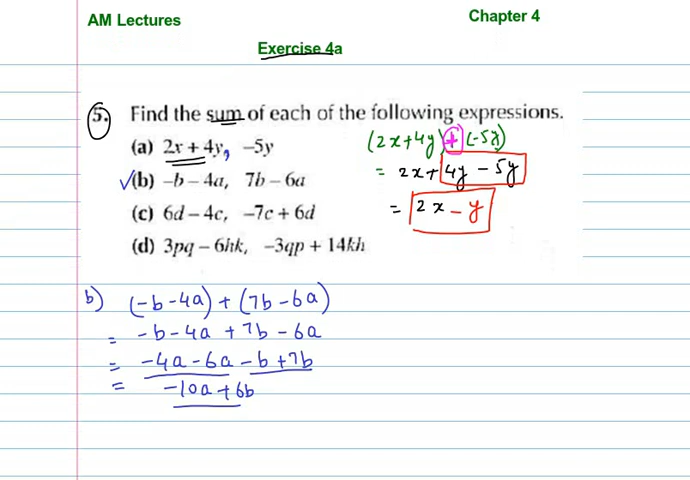 AM Lectures
Chapter 4
Exercise 4a
5. Find the sum of each of the following expressions.
(a) 2x + 4y, -5y
(b) -b - 4a, 7b - 6a
(c) 6d - 4c, -7c + 6d
(d) 3pq - 6hk, -3qp + 14kh
(2x+4y) + (-5y)
= 2x + 4y - 5y
= 2x - y
b) (-b-4a) + (7b-6a)
= -b - 4a + 7b - 6a
= -4a - 6a - b + 7b
= -10a + 6b